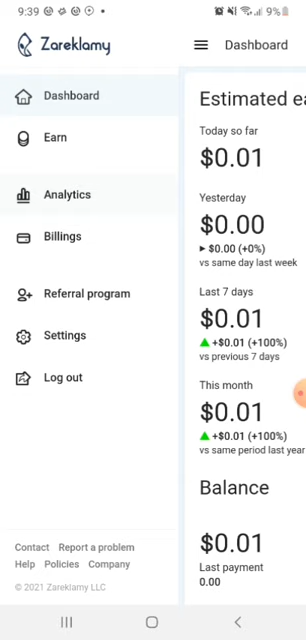 9:39
9%
Zareklamy
Dashboard
Dashboard
Earn
Analytics
Billings
Referral program
Settings
Log out
Contact Report a problem
Help Policies Company
© 2021 Zareklamy LLC
Estimated ea
Today so far
$0.01
Yesterday
$0.00
$0.00 (+0%)
vs same day last week
Last 7 days
$0.01
+$0.01 (+100%)
vs previous 7 days
This month
$0.01
+$0.01 (+100%)
vs same period last year
Balance
$0.01
Last payment
0.00